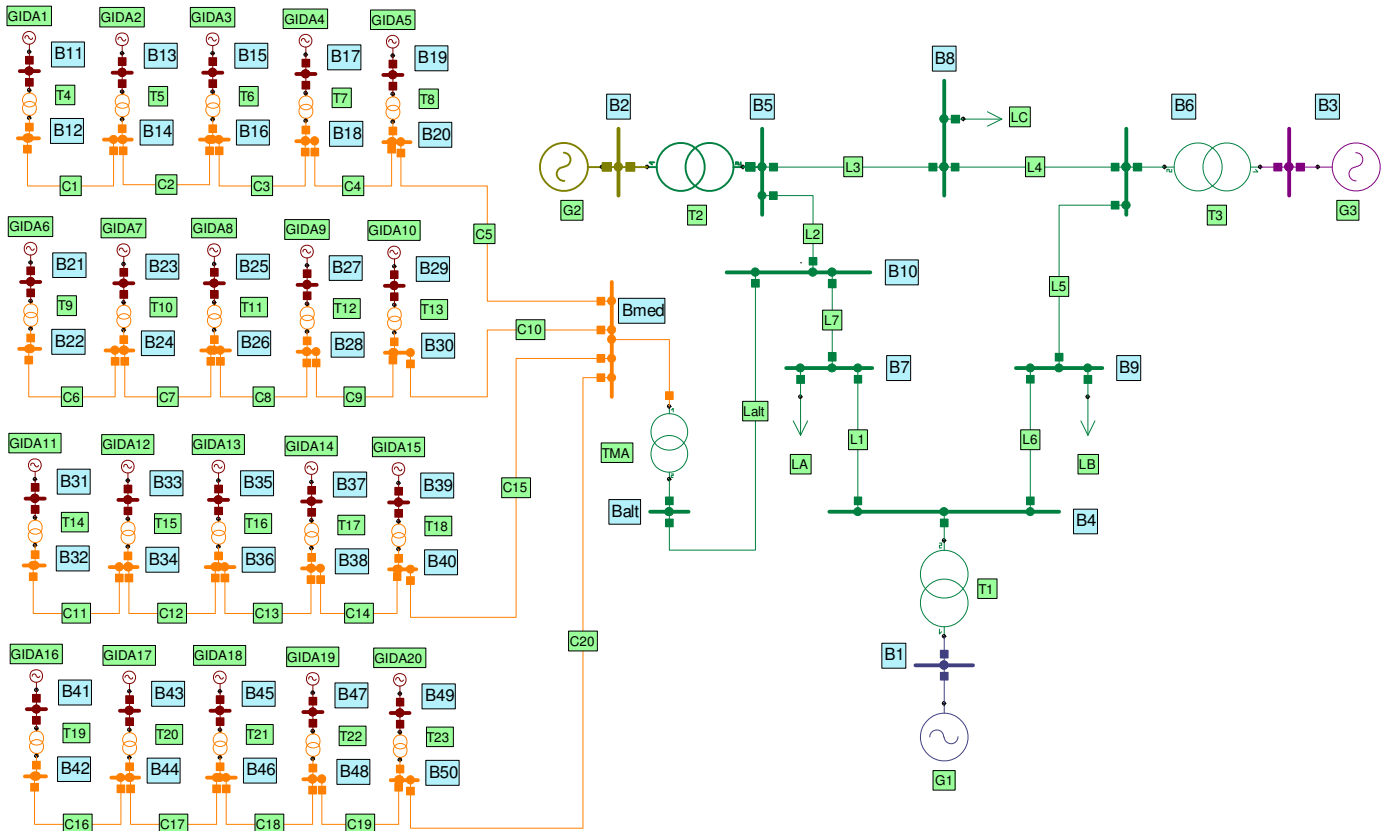 GIDA1 GIDA2 GIDA3 GIDA4 GIDA5
B11 B13 B15 B17 B19
T4 T5 T6 T7 T8
B12 B14 B16 B18 B20
C1 C2 C3 C4
C5
GIDA6 GIDA7 GIDA8 GIDA9 GIDA10
B21 B23 B25 B27 B29
T9 T10 T11 T12 T13
B22 B24 B26 B28 B30
C6 C7 C8 C9
C10
GIDA11 GIDA12 GIDA13 GIDA14 GIDA15
B31 B33 B35 B37 B39
T14 T15 T16 T17 T18
B32 B34 B36 B38 B40
C11 C12 C13 C14
C15
GIDA16 GIDA17 GIDA18 GIDA19 GIDA20
B41 B43 B45 B47 B49
T19 T20 T21 T22 T23
B42 B44 B46 B48 B50
C16 C17 C18 C19
C20
Bmed
TMA
Balt
Lalt
B8
LC
B2 B5 B6 B3
L3 L4
G2 T2 T3 G3
L2
B10
L5
L7
B7 B9
L1 L6
LA LB
B4
T1
B1
G1